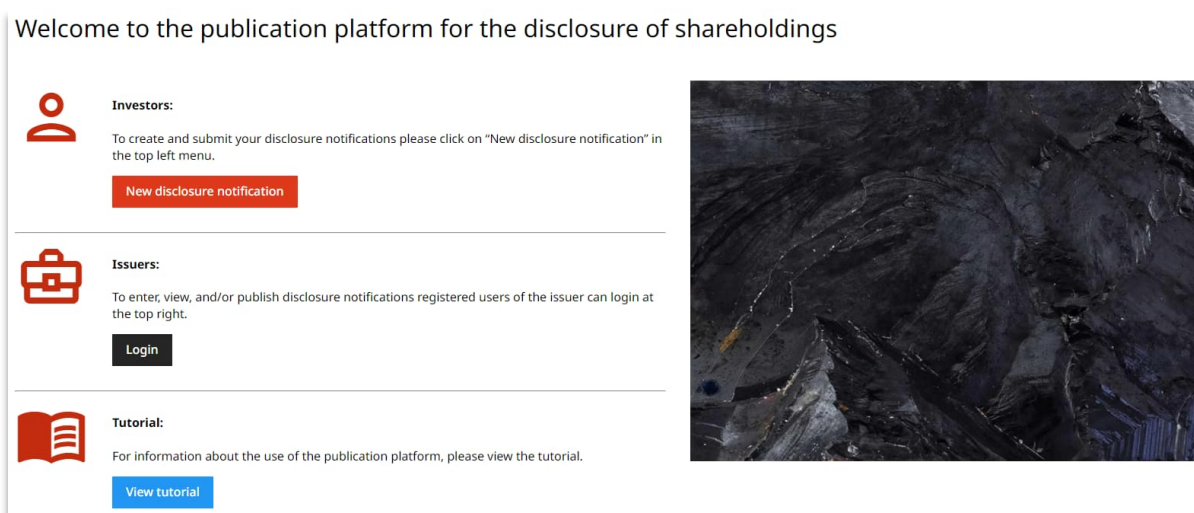 Welcome to the publication platform for the disclosure of shareholdings
Investors:
To create and submit your disclosure notifications please click on “New disclosure notification” in
the top left menu.
New disclosure notification
Issuers:
To enter, view, and/or publish disclosure notifications registered users of the issuer can login at
the top right.
Login
Tutorial:
For information about the use of the publication platform, please view the tutorial.
View tutorial